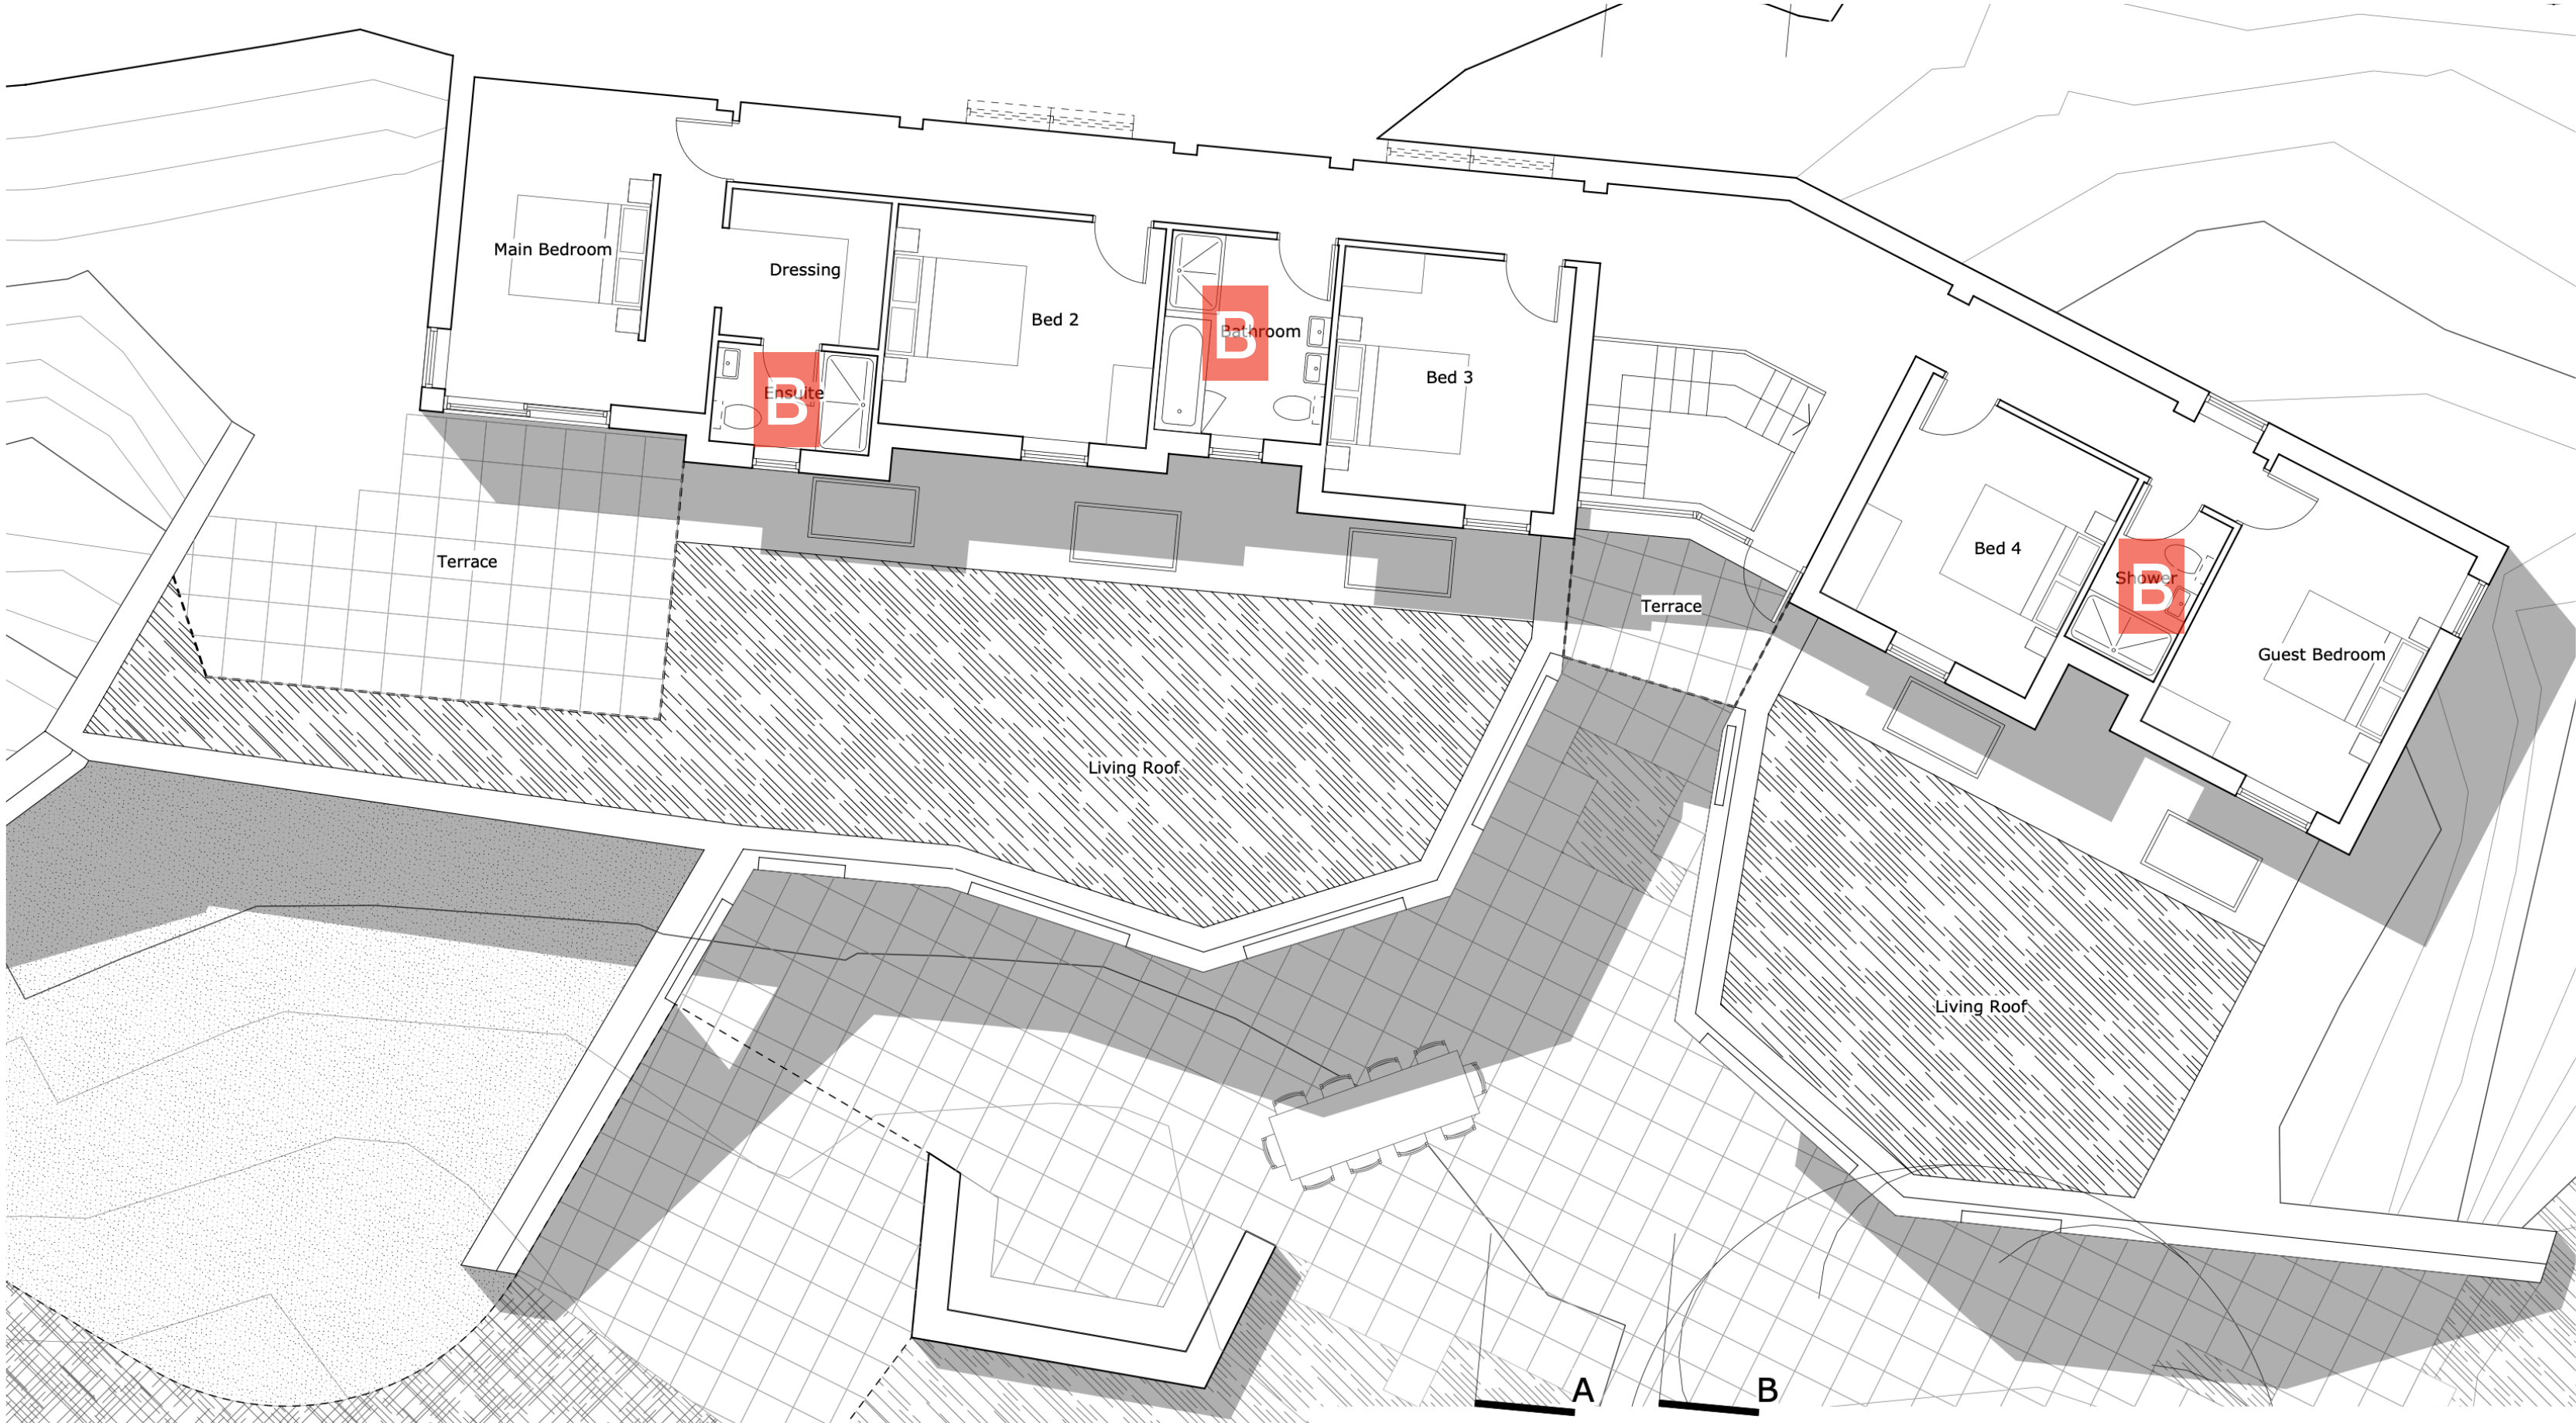 Main Bedroom
Dressing
Bed 2
Bathroom
B
Bed 3
Ensuite
B
Bed 4
Shower
B
Guest Bedroom
Terrace
Terrace
Living Roof
Living Roof
A
B